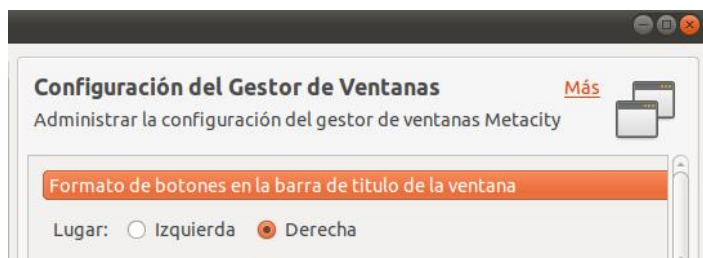 Configuración del Gestor de Ventanas Más
Administrar la configuración del gestor de ventanas Metacity
Formato de botones en la barra de titulo de la ventana
Lugar: Izquierda Derecha